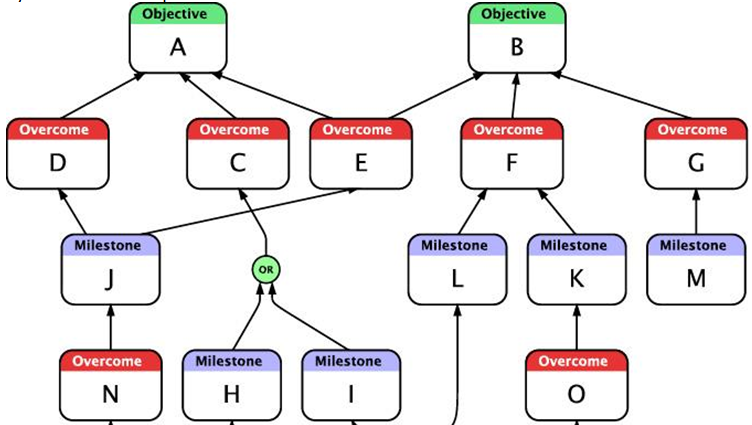 Objective
A
Objective
B
Overcome
D
Overcome
C
Overcome
E
Overcome
F
Overcome
G
Milestone
J
OR
Milestone
L
Milestone
K
Milestone
M
Overcome
N
Milestone
H
Milestone
I
Overcome
O